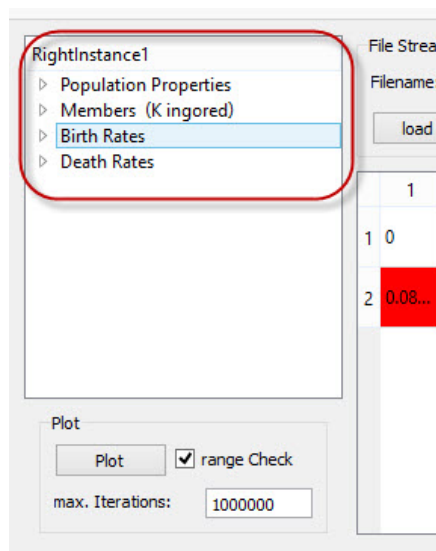 RightInstance1
Population Properties
Members (K ingored)
Birth Rates
Death Rates
Plot
Plot
range Check
max. Iterations:
1000000
File Strea
Filename
load
1
1 0
2 0.08...